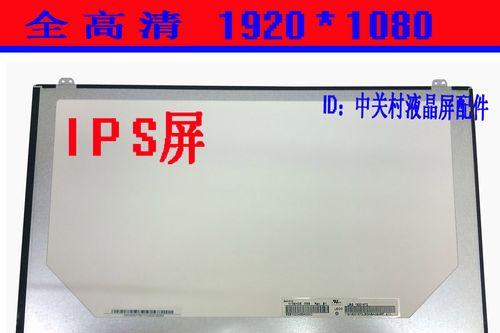 全高清 1920*1080
ID: 中关村液晶屏配件
IPS屏